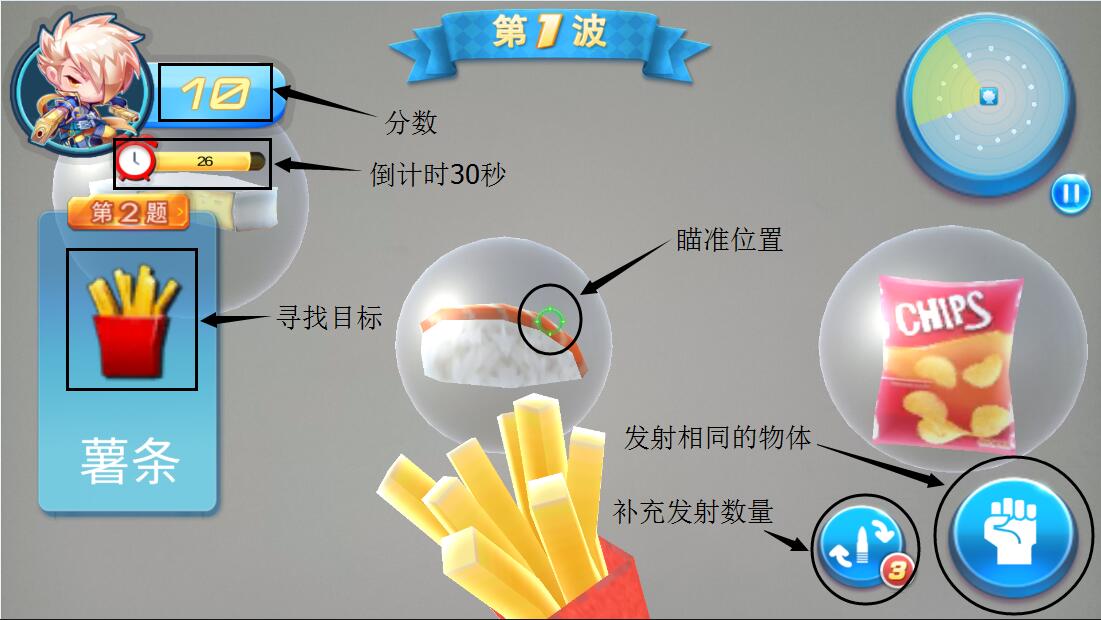 第1波
10
分数
26
倒计时30秒
第2题
瞄准位置
寻找目标
CHIPS
薯条
发射相同的物体
补充发射数量
3